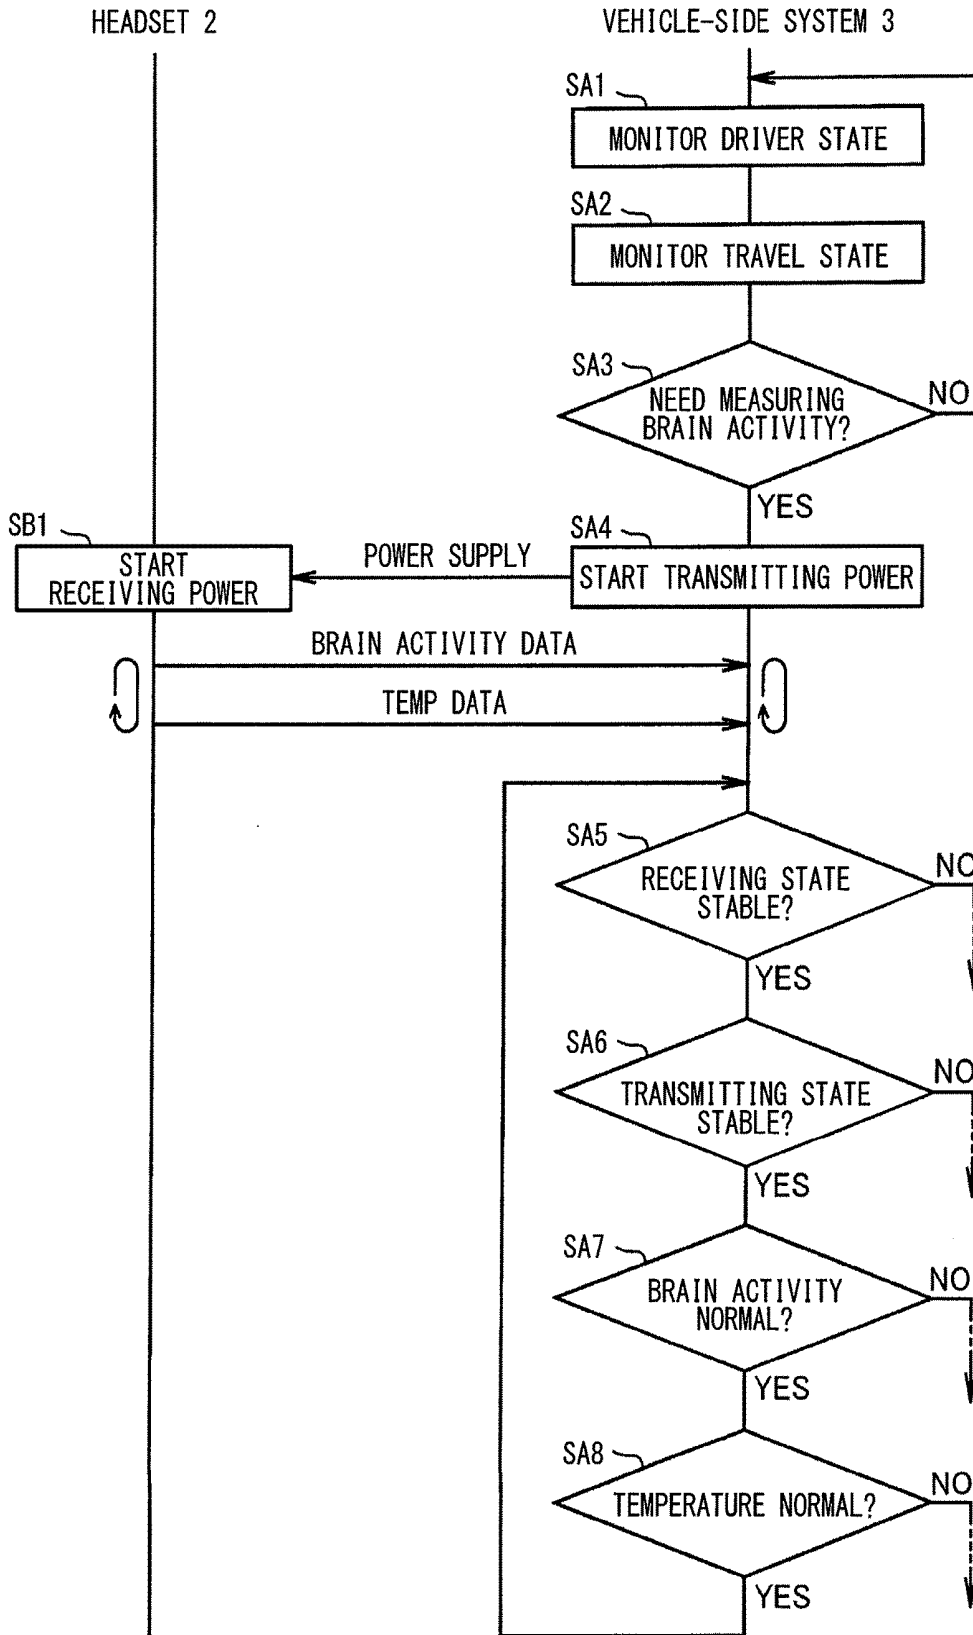 HEADSET 2
VEHICLE-SIDE SYSTEM 3
SA1
MONITOR DRIVER STATE
SA2
MONITOR TRAVEL STATE
SA3
NEED MEASURING
BRAIN ACTIVITY?
NO
YES
SB1
START
RECEIVING POWER
POWER SUPPLY
SA4
START TRANSMITTING POWER
BRAIN ACTIVITY DATA
TEMP DATA
SA5
RECEIVING STATE
STABLE?
NO
YES
SA6
TRANSMITTING STATE
STABLE?
NO
YES
SA7
BRAIN ACTIVITY
NORMAL?
NO
YES
SA8
TEMPERATURE NORMAL?
NO
YES